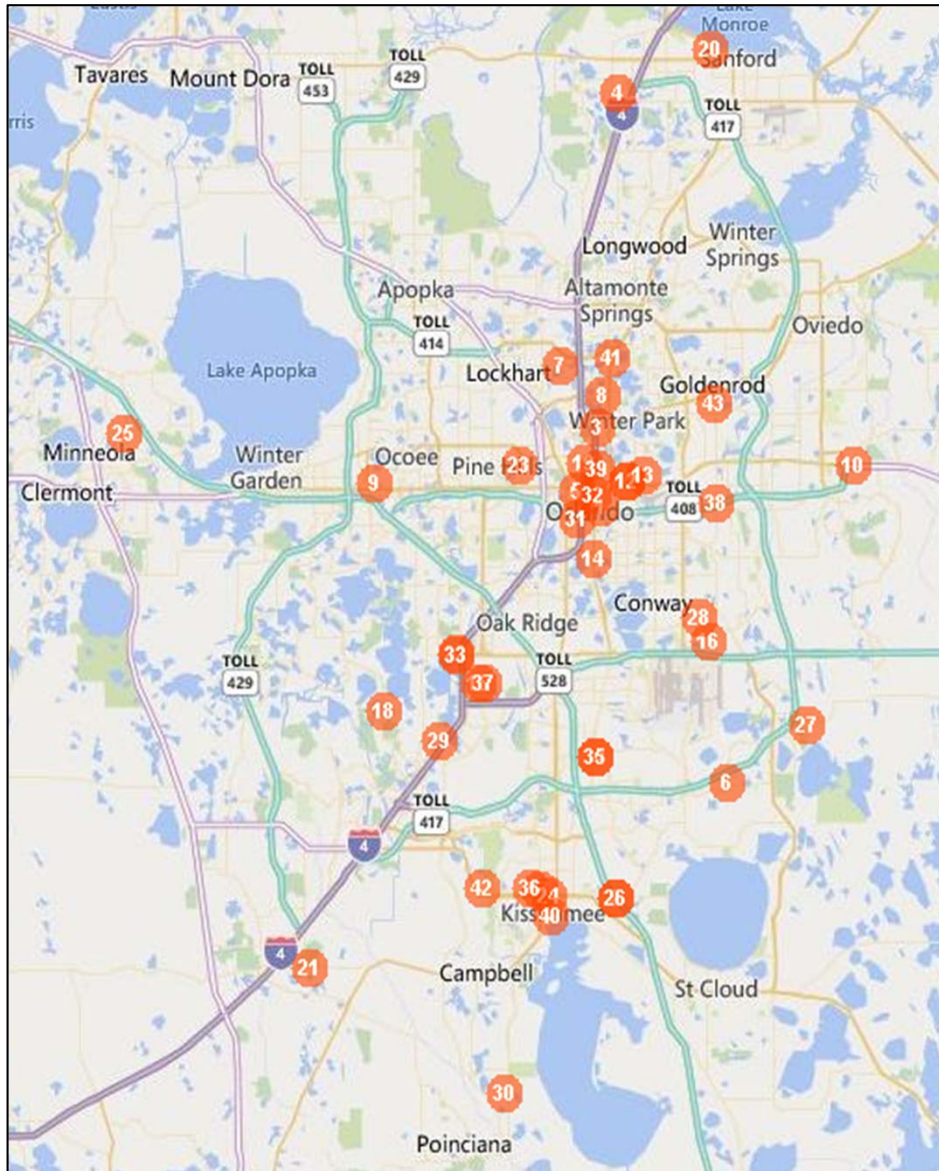 Lake
Monroe
20
Sanford
Tavares
Mount Dora
TOLL
453
TOLL
429
4
4
TOLL
417
rris
Longwood
Winter
Springs
Apopka
Altamonte
Springs
TOLL
414
Oviedo
Lake Apopka
Lockhart
7
41
Goldenrod
43
8
Winter Park
3
25
Minneola
Clermont
Winter
Garden
Ocoee
9
Pine
23
39
13
10
32
31
TOLL
408
38
14
Conway
28
16
Oak Ridge
33
37
TOLL
528
TOLL
429
18
29
27
35
6
TOLL
417
4
42
36
24
26
40
Kissimmee
4
21
Campbell
St Cloud
30
Poinciana